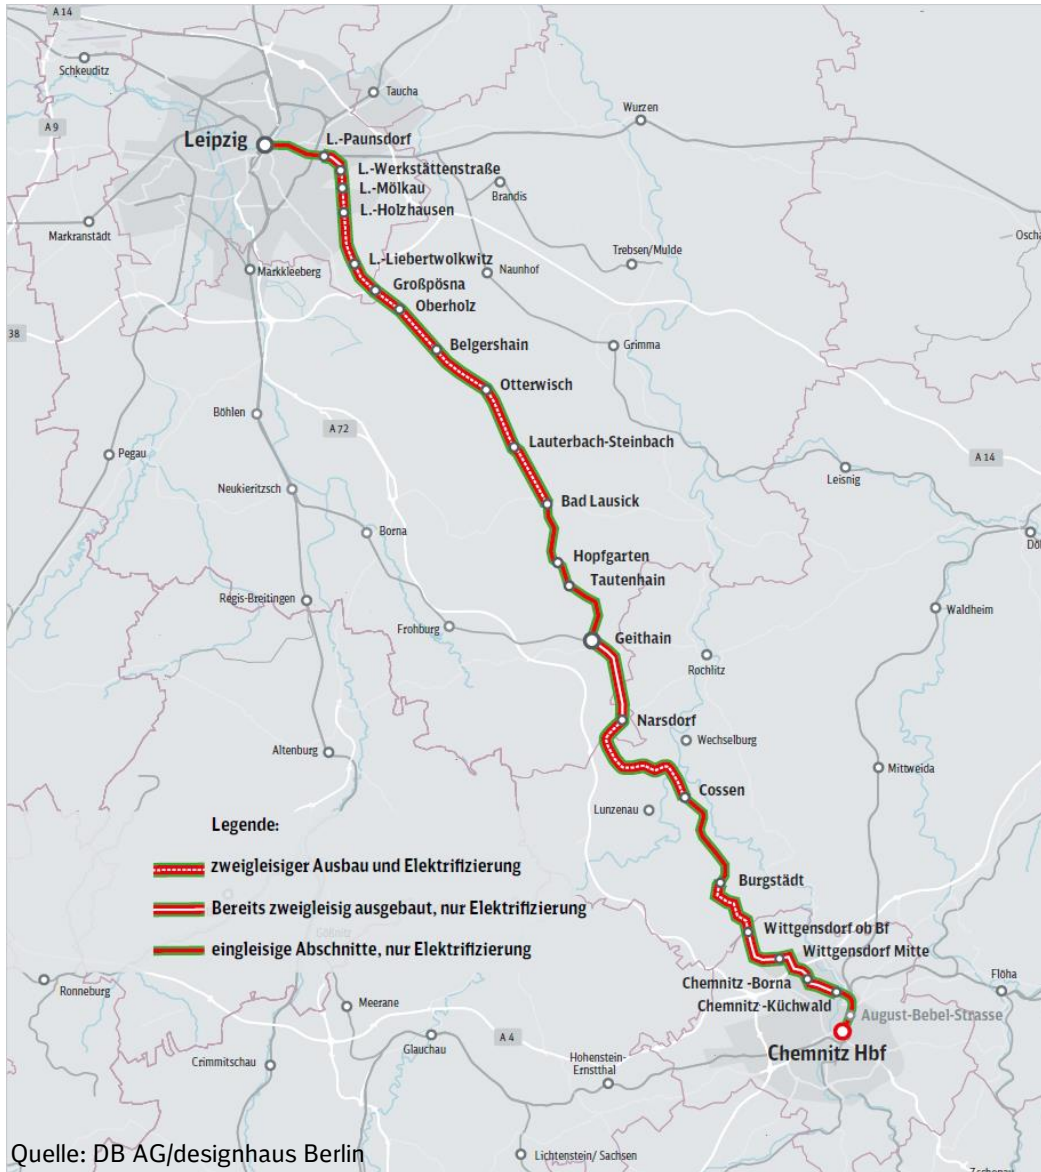 A 14
Schkeuditz
Taucha
Wurzen
A 9
Leipzig
L.-Paunsdorf
L.-Werkstättenstraße
L.-Mölkau
Brandis
L.-Holzhausen
Markranstädt
Oscha
Trebsen/Mulde
L.-Liebertwolkwitz
Naunhof
Markkleeberg
Großpösna
Oberholz
38
Belgershain
Grimma
Otterwisch
Böhlen
A 72
Lauterbach-Steinbach
Pegau
A 14
Leisnig
Neukieritzsch
Bad Lausick
Borna
Dö
Hopfgarten
Tautenhain
Regis-Breitingen
Waldheim
Frohburg
Geithain
Rochlitz
Narsdorf
Wechselburg
Altenburg
Mittweida
Cossen
Lunzenau
Legende:
zweigleisiger Ausbau und Elektrifizierung
Burgstädt
Bereits zweigleisig ausgebaut, nur Elektrifizierung
Wittgensdorf ob Bf
Gößnitz
Wittgensdorf Mitte
eingleisige Abschnitte, nur Elektrifizierung
Flöha
Chemnitz -Borna
Ronneburg
Meerane
Chemnitz-Küchwald
August-Bebel-Strasse
A 4
Glauchau
Chemnitz Hbf
Crimmitschau
Hohenstein-
Ernstthal
Quelle: DB AG/designhaus Berlin
Lichtenstein/ Sachsen